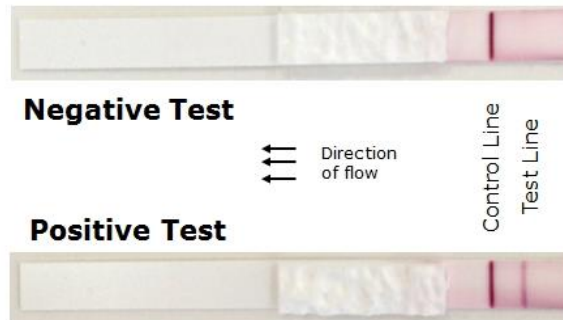 Negative Test
Direction
of flow
Control Line
Test Line
Positive Test